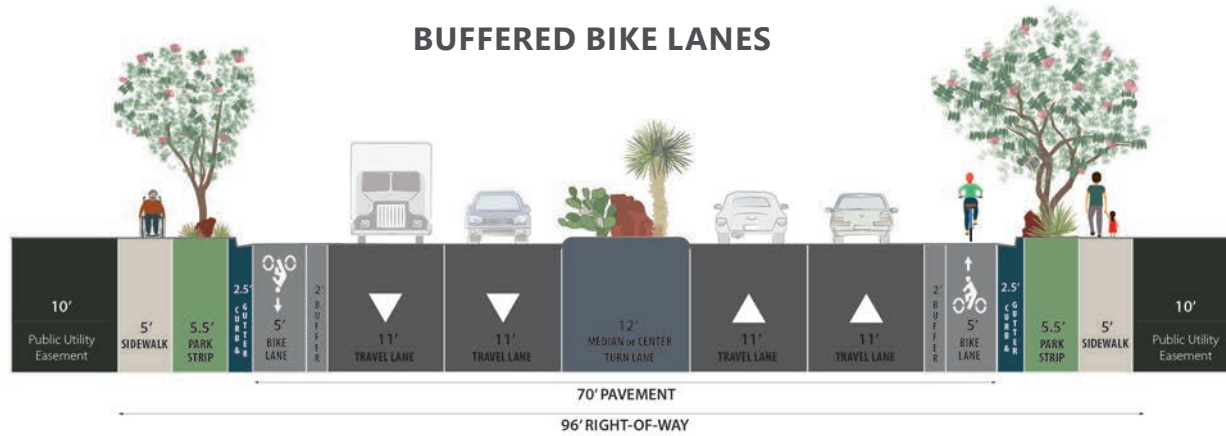 BUFFERED BIKE LANES
10'
Public Utility
Easement
5'
SIDEWALK
5.5'
PARK
STRIP
2.5'
CURB &
GUTTER
5'
BIKE
LANE
2'
BUFFER
11'
TRAVEL LANE
11'
TRAVEL LANE
12'
MEDIAN or CENTER
TURN LANE
11'
TRAVEL LANE
11'
TRAVEL LANE
2'
BUFFER
5'
BIKE
LANE
2.5'
CURB &
GUTTER
5.5'
PARK
STRIP
5'
SIDEWALK
10'
Public Utility
Easement
70' PAVEMENT
96' RIGHT-OF-WAY